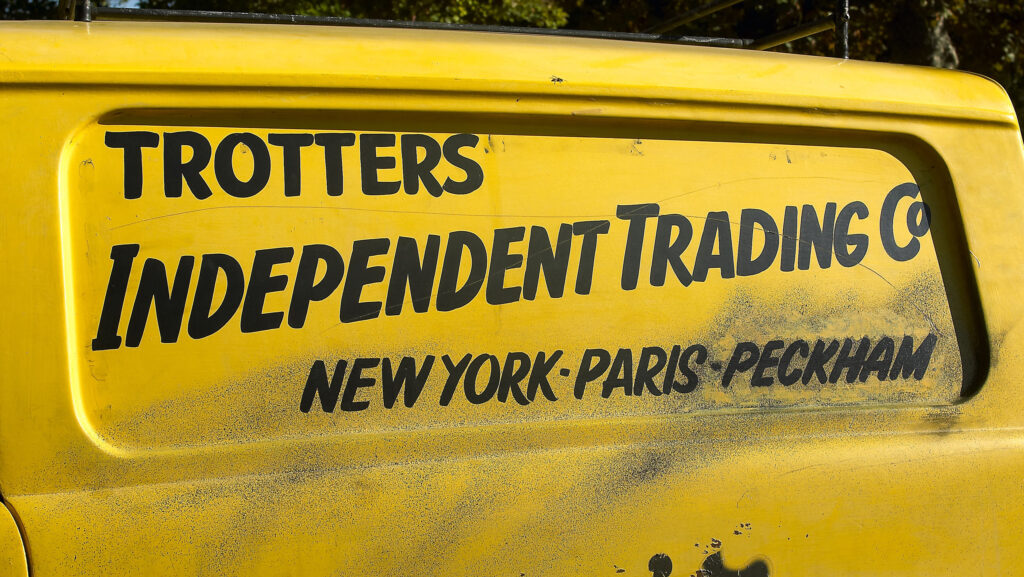 TROTTERS
INDEPENDENT TRADING Co
NEW YORK · PARIS · PECKHAM